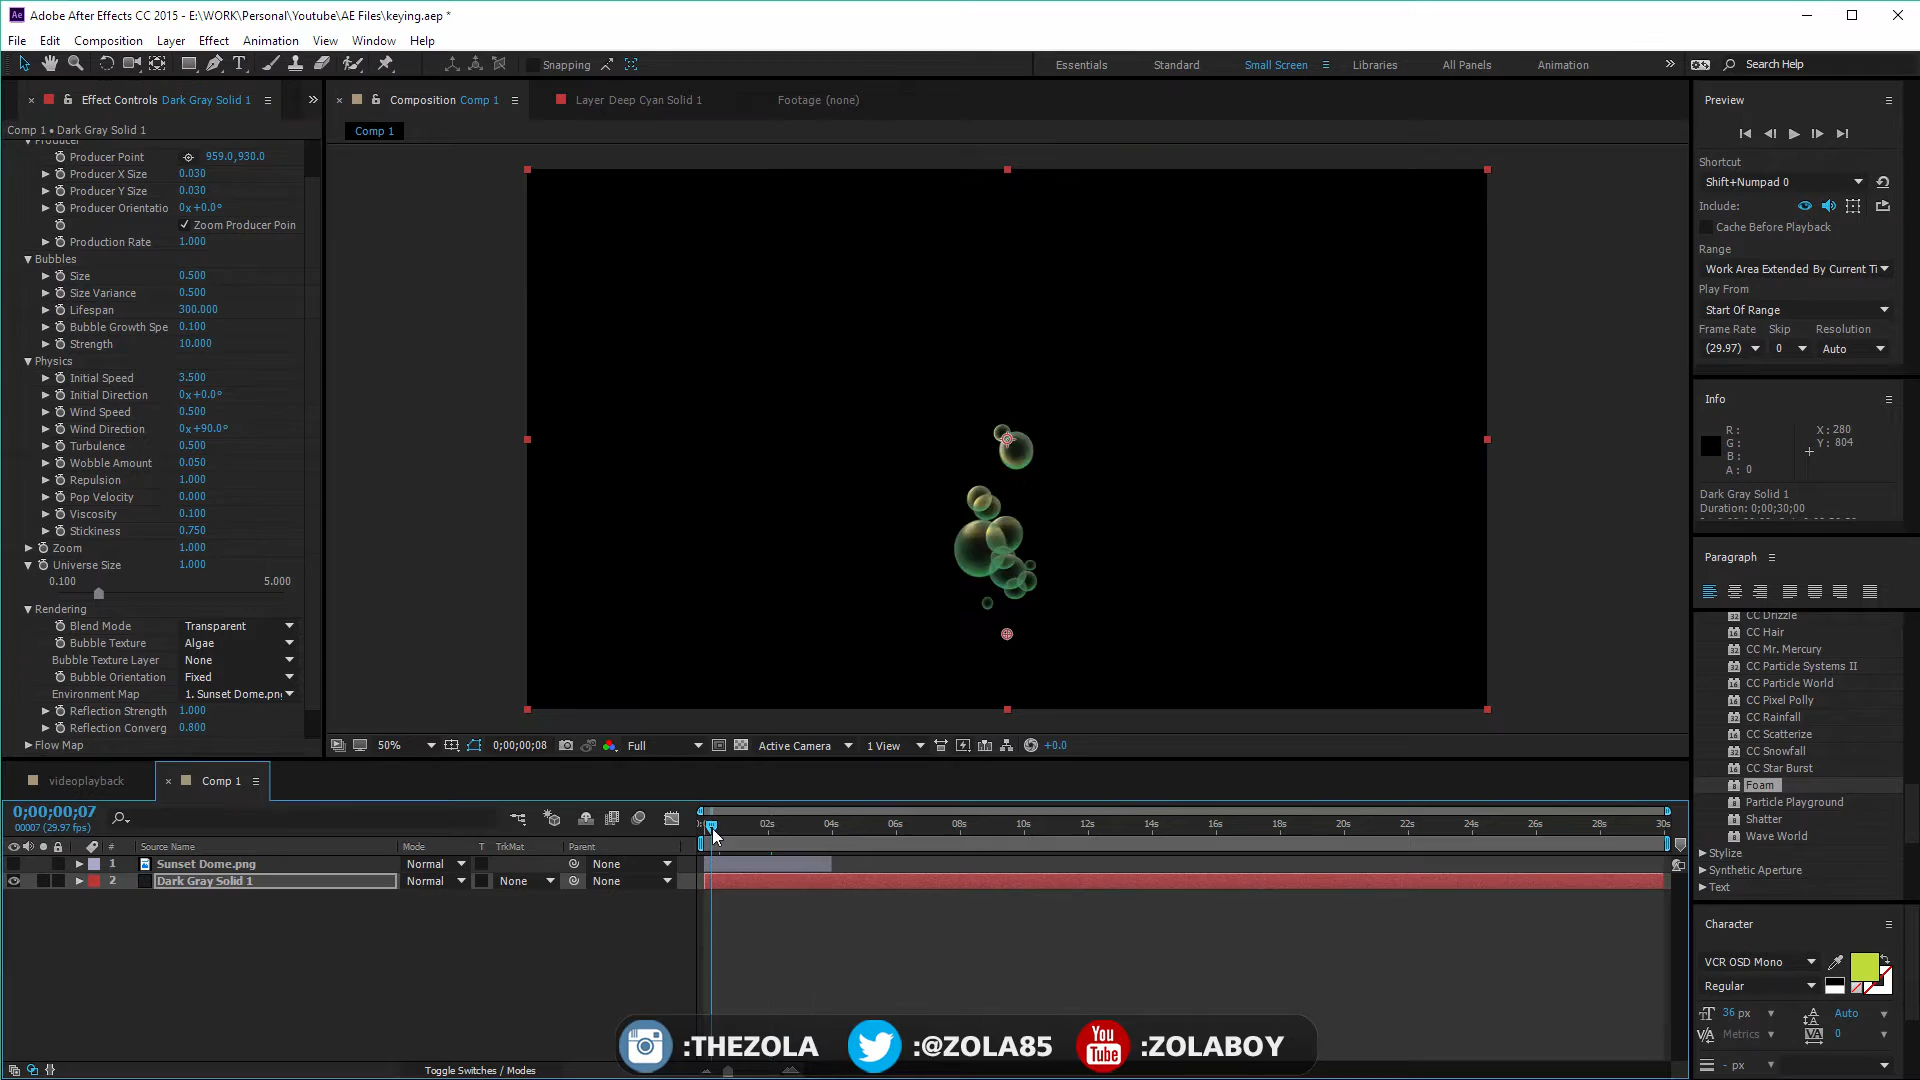 Adobe After Effects CC 2015 - E:\WORK\Personal\Youtube\AE Files\keying.aep *
File Edit Composition Layer Effect Animation View Window Help
Snapping
Essentials Standard Small Screen Libraries All Panels Animation Search Help
Effect Controls Dark Gray Solid 1
Composition Comp 1
Layer Deep Cyan Solid 1
Footage (none)
Comp 1 • Dark Gray Solid 1
Comp 1
Producer
Producer Point 959.0,930.0
Producer X Size 0.030
Producer Y Size 0.030
Producer Orientatio 0x+0.0°
Zoom Producer Poin
Production Rate 1.000
Bubbles
Size 0.500
Size Variance 0.500
Lifespan 300.000
Bubble Growth Spe 0.100
Strength 10.000
Physics
Initial Speed 3.500
Initial Direction 0x+0.0°
Wind Speed 0.500
Wind Direction 0x+90.0°
Turbulence 0.500
Wobble Amount 0.050
Repulsion 1.000
Pop Velocity 0.000
Viscosity 0.100
Stickiness 0.750
Zoom 1.000
Universe Size 1.000
0.100 5.000
Rendering
Blend Mode Transparent
Bubble Texture Algae
Bubble Texture Layer None
Bubble Orientation Fixed
Environment Map 1. Sunset Dome.pn
Reflection Strength 1.000
Reflection Converg 0.800
Flow Map
50% 0;00;00;08 Full Active Camera 1 View +0.0
Preview
Shortcut
Shift+Numpad 0
Include:
Cache Before Playback
Range
Work Area Extended By Current Ti
Play From
Start Of Range
Frame Rate Skip Resolution
(29.97) 0 Auto
Info
R :
G :
B :
A : 0
X : 280
Y : 804
Dark Gray Solid 1
Duration: 0;00;30;00
Paragraph
CC Drizzle
CC Hair
CC Mr. Mercury
CC Particle Systems II
CC Particle World
CC Pixel Polly
CC Rainfall
CC Scatterize
CC Snowfall
CC Star Burst
Foam
Particle Playground
Shatter
Wave World
Stylize
Synthetic Aperture
Text
Character
VCR OSD Mono
Regular
36 px Auto
Metrics 0
- px
videoplayback
Comp 1
0;00;00;07
00007 (29.97 fps)
02s 04s 06s 08s 10s 12s 14s 16s 18s 20s 22s 24s 26s 28s 30s
# Source Name Mode T TrkMat Parent
1 Sunset Dome.png Normal None
2 Dark Gray Solid 1 Normal None None
Toggle Switches / Modes
:THEZOLA :@ZOLA85 You Tube :ZOLABOY